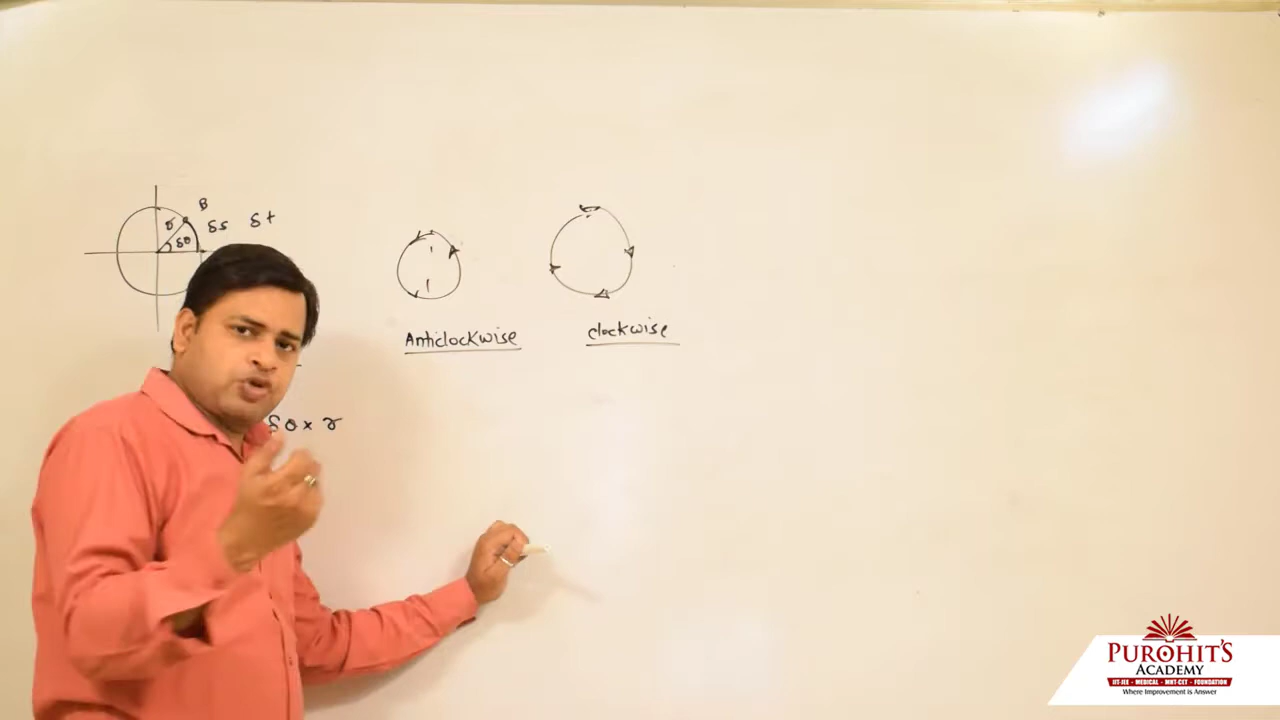 B
δs δt
δθ
Anticlockwise clockwise
δθ × r
PUROHIT'S
ACADEMY
IIT-JEE - MEDICAL - MHT-CET - FOUNDATION
Where Improvement is Answer